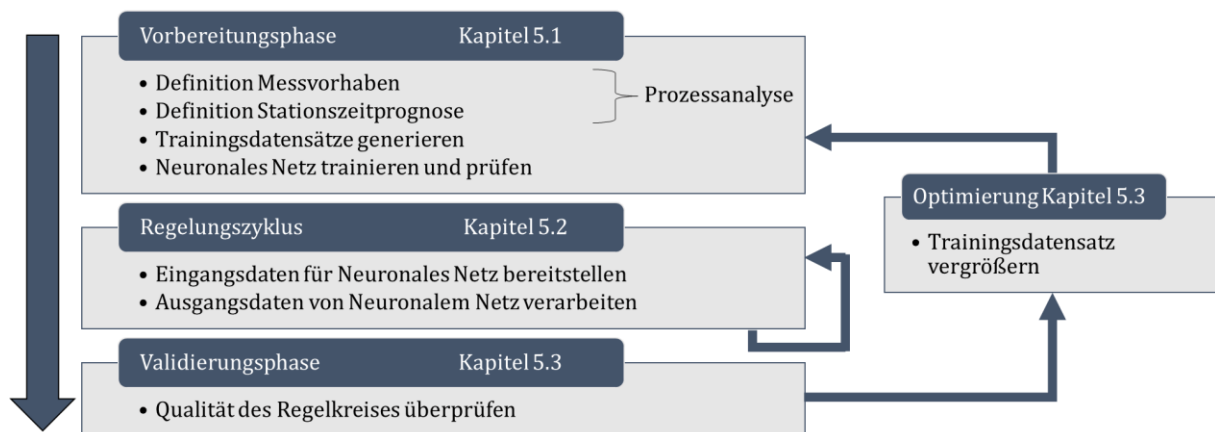 Vorbereitungsphase Kapitel 5.1
• Definition Messvorhaben
• Definition Stationszeitprognose
Prozessanalyse
• Trainingsdatensätze generieren
• Neuronales Netz trainieren und prüfen
Regelungszyklus Kapitel 5.2
• Eingangsdaten für Neuronales Netz bereitstellen
• Ausgangsdaten von Neuronalem Netz verarbeiten
Validierungsphase Kapitel 5.3
• Qualität des Regelkreises überprüfen
Optimierung Kapitel 5.3
• Trainingsdatensatz
vergrößern